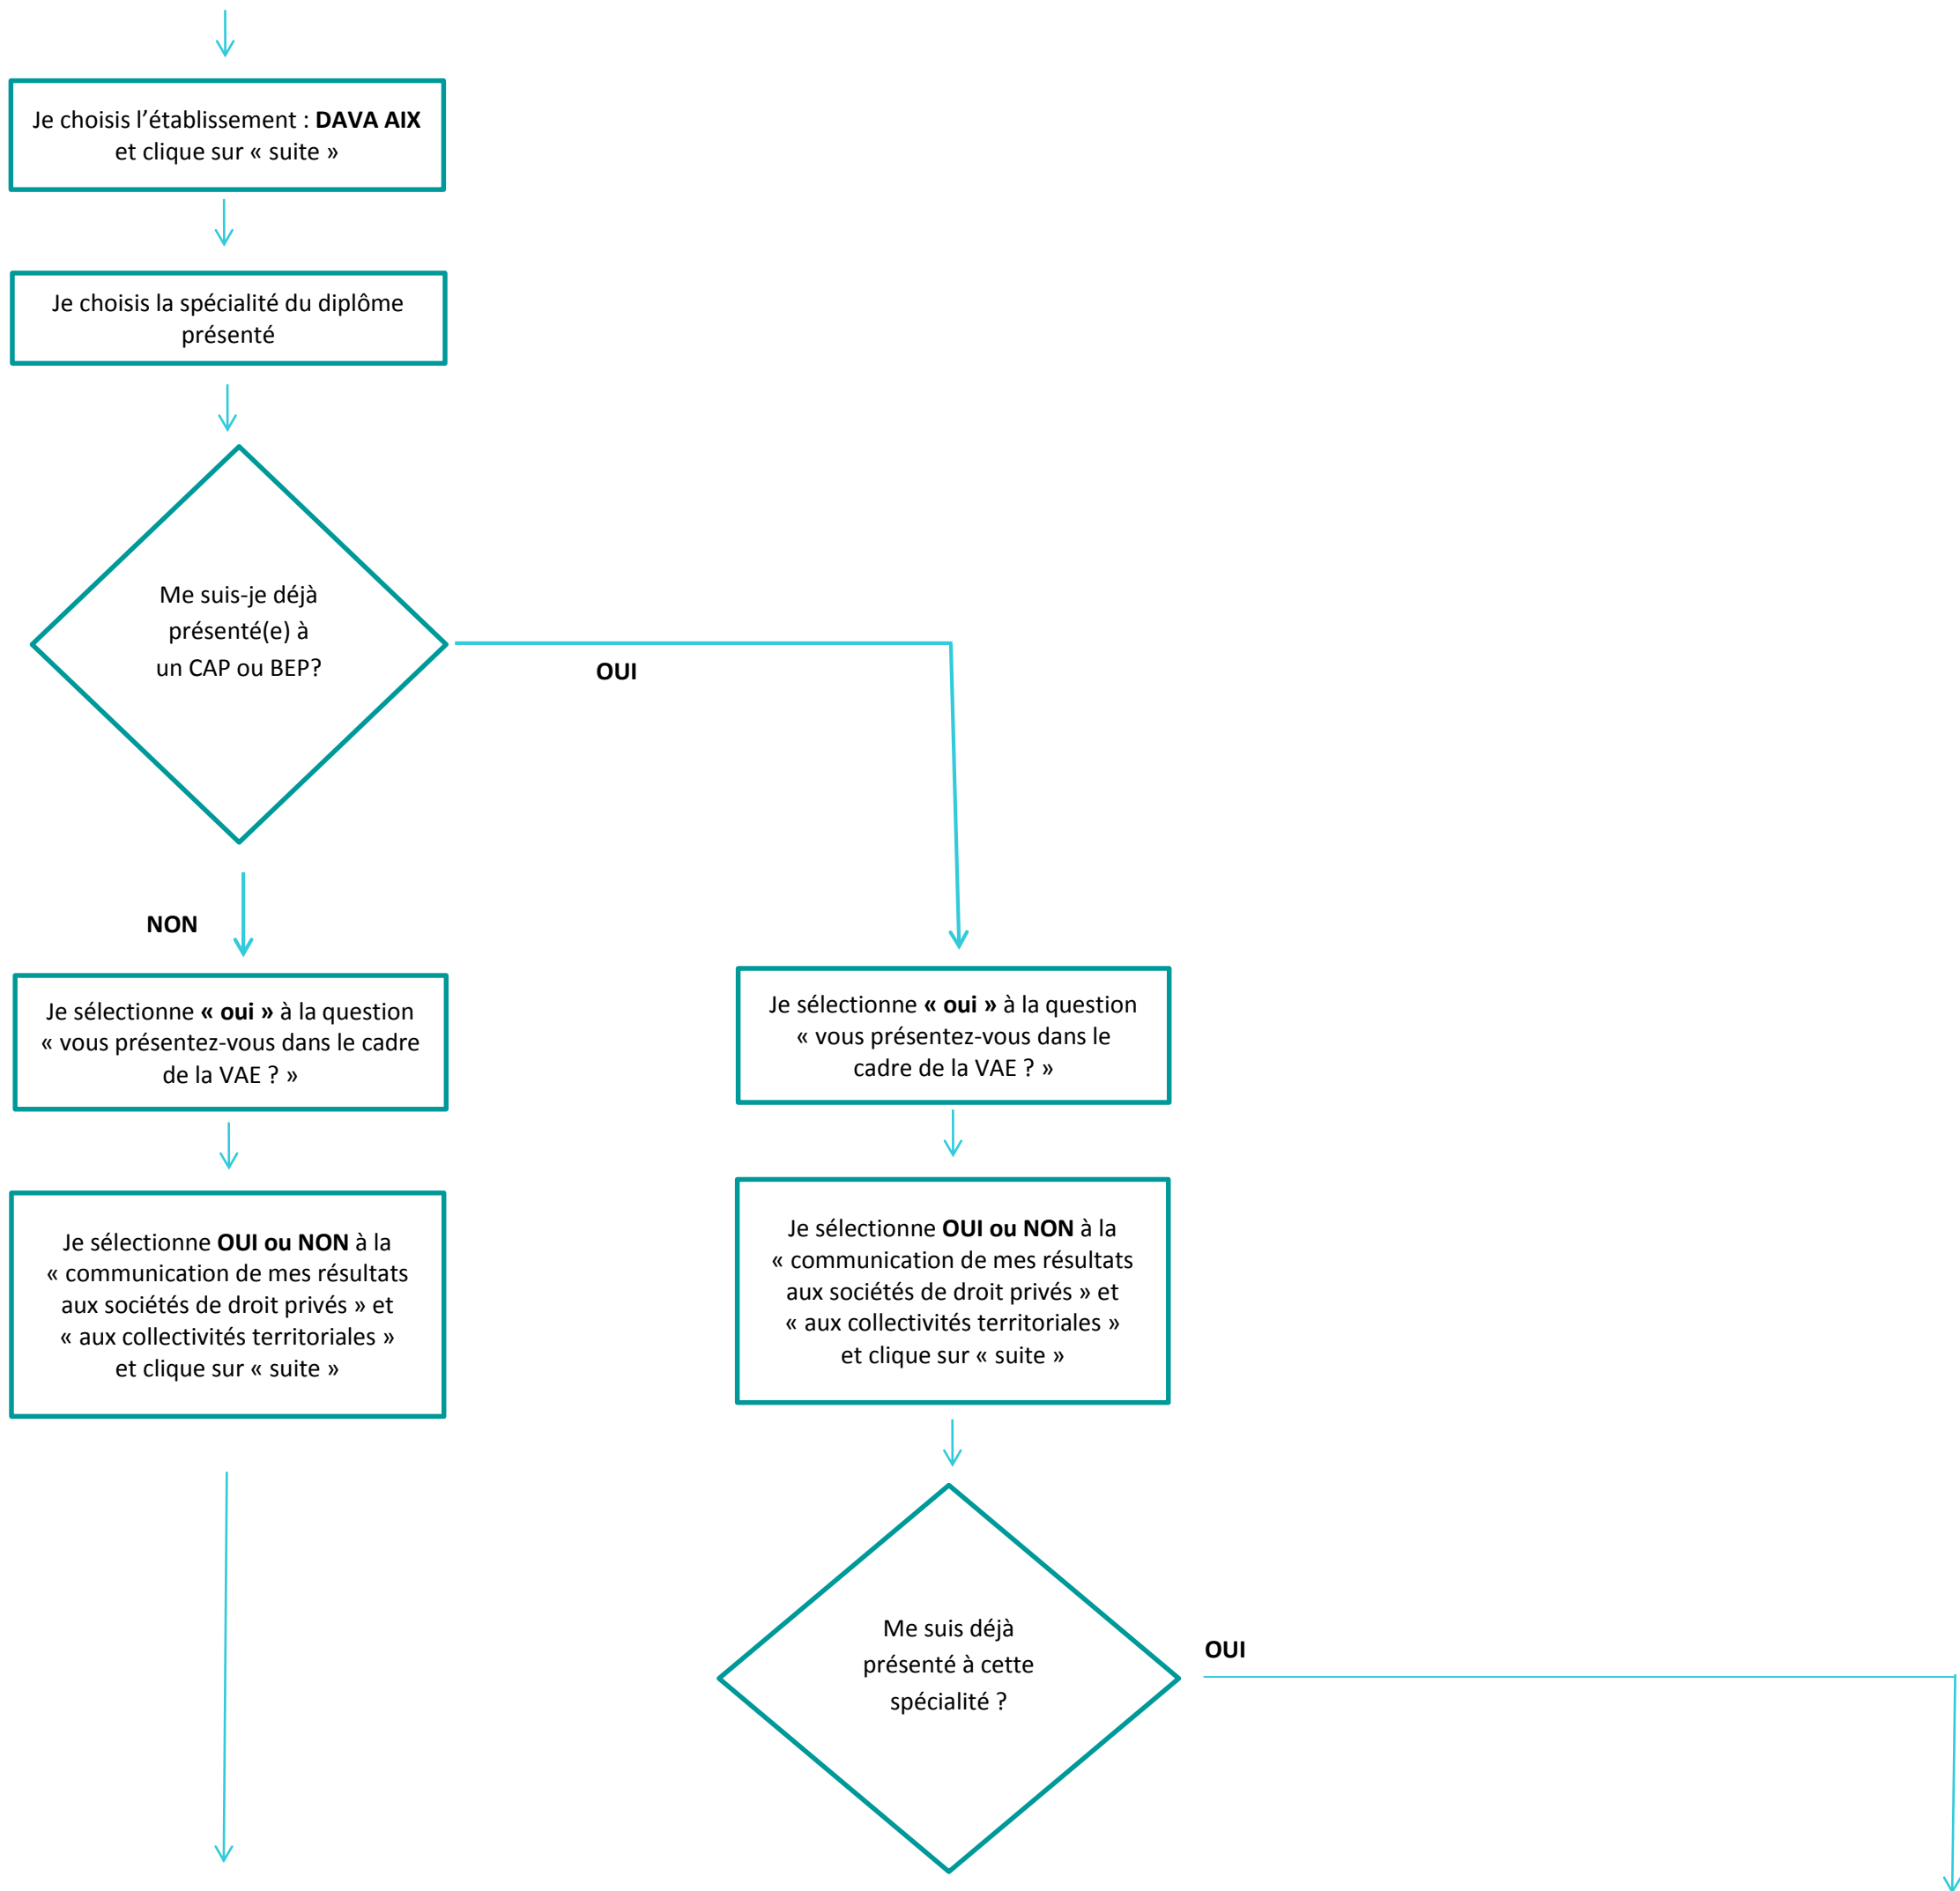 Je choisis l’établissement : DAVA AIX
et clique sur « suite »
Je choisis la spécialité du diplôme
présenté
Me suis-je déjà
présenté(e) à
un CAP ou BEP?
OUI
NON
Je sélectionne « oui » à la question
« vous présentez-vous dans le cadre
de la VAE ? »
Je sélectionne OUI ou NON à la
« communication de mes résultats
aux sociétés de droit privés » et
« aux collectivités territoriales »
et clique sur « suite »
Je sélectionne « oui » à la question
« vous présentez-vous dans le
cadre de la VAE ? »
Je sélectionne OUI ou NON à la
« communication de mes résultats
aux sociétés de droit privés » et
« aux collectivités territoriales »
et clique sur « suite »
Me suis déjà
présenté à cette
spécialité ?
OUI